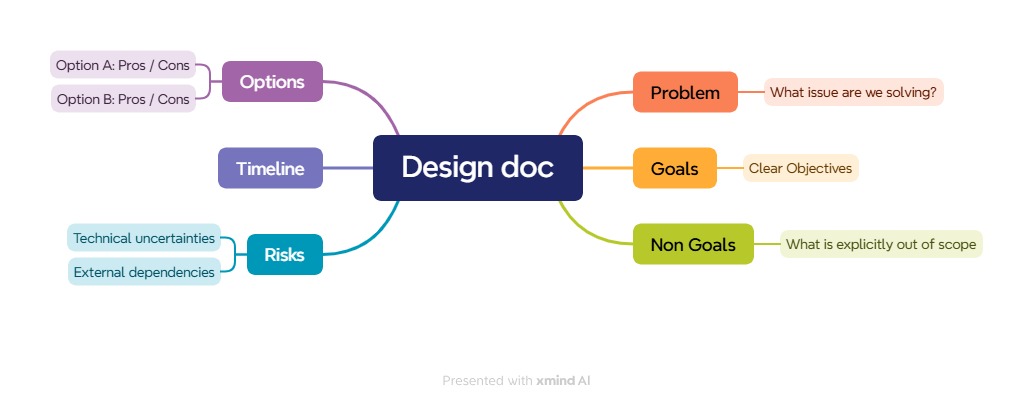 Design doc
Problem
What issue are we solving?
Goals
Clear Objectives
Non Goals
What is explicitly out of scope
Options
Option A: Pros / Cons
Option B: Pros / Cons
Timeline
Risks
Technical uncertainties
External dependencies
Presented with xmind AI